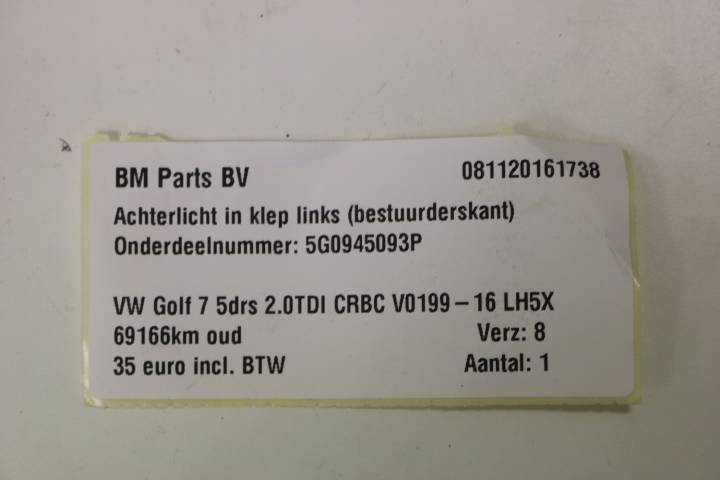 BM Parts BV 081120161738
Achterlicht in klep links (bestuurderskant)
Onderdeelnummer: 5G0945093P
VW Golf 7 5drs 2.0TDI CRBC V0199 – 16 LH5X
69166km oud Verz: 8
35 euro incl. BTW Aantal: 1